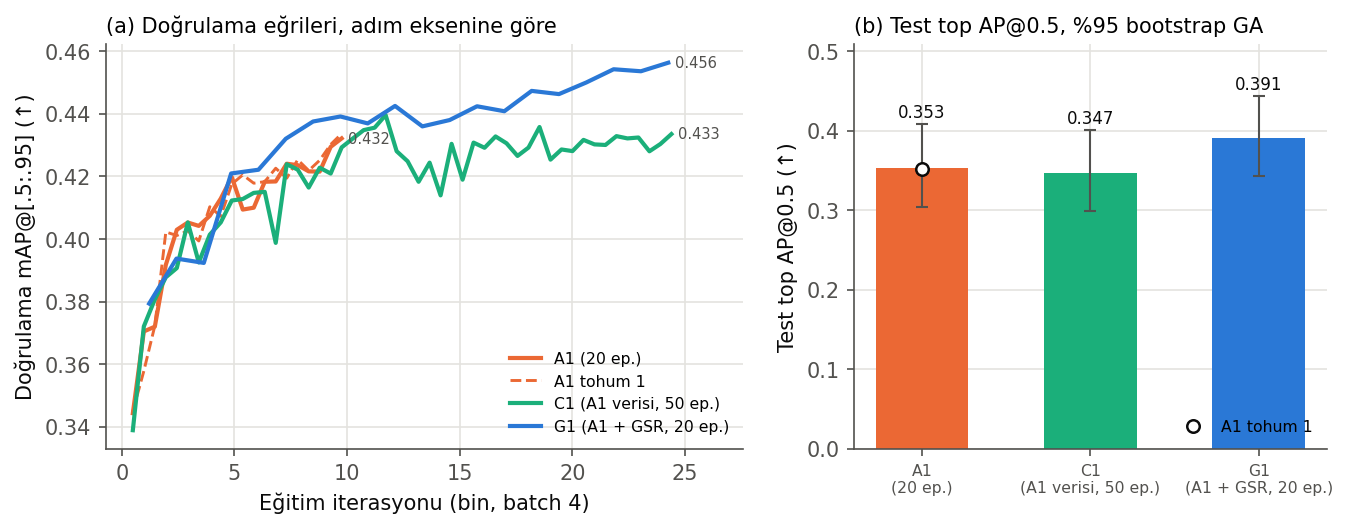 (a) Doğrulama eğrileri, adım eksenine göre
Doğrulama mAP@[.5:.95] (↑)
0.46
0.44
0.42
0.40
0.38
0.36
0.34
0.456
0.433
0.432
A1 (20 ep.)
A1 tohum 1
C1 (A1 verisi, 50 ep.)
G1 (A1 + GSR, 20 ep.)
0
5
10
15
20
25
Eğitim iterasyonu (bin, batch 4)
(b) Test top AP@0.5, %95 bootstrap GA
Test top AP@0.5 (↑)
0.5
0.4
0.3
0.2
0.1
0.0
0.353
0.347
0.391
A1 tohum 1
A1
(20 ep.)
C1
(A1 verisi, 50 ep.)
G1
(A1 + GSR, 20 ep.)